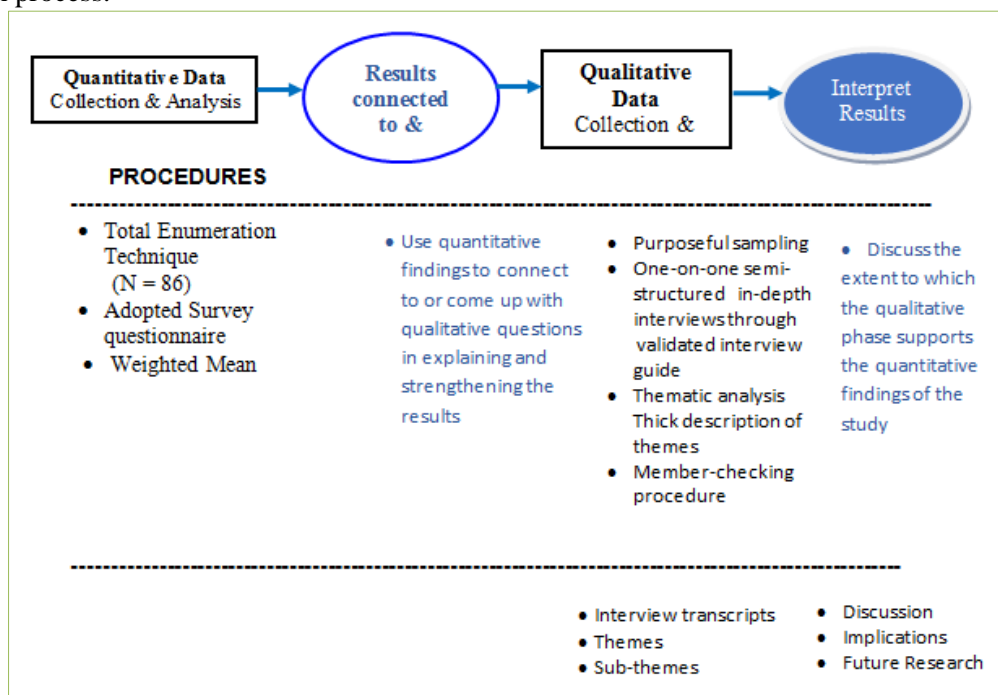 process.
Quantitative Data
Collection & Analysis
Results
connected
to &
Qualitative
Data
Collection &
Interpret
Results
PROCEDURES
• Total Enumeration
Technique
(N = 86)
• Adopted Survey
questionnaire
• Weighted Mean
• Use quantitative
findings to connect
to or come up with
qualitative questions
in explaining and
strengthening the
results
• Purposeful sampling
• One-on-one semi-
structured in-depth
interviews through
validated interview
guide
• Thematic analysis
Thick description of
themes
• Member-checking
procedure
• Discuss the
extent to which
the qualitative
phase supports
the quantitative
findings of the
study
• Interview transcripts
• Themes
• Sub-themes
• Discussion
• Implications
• Future Research